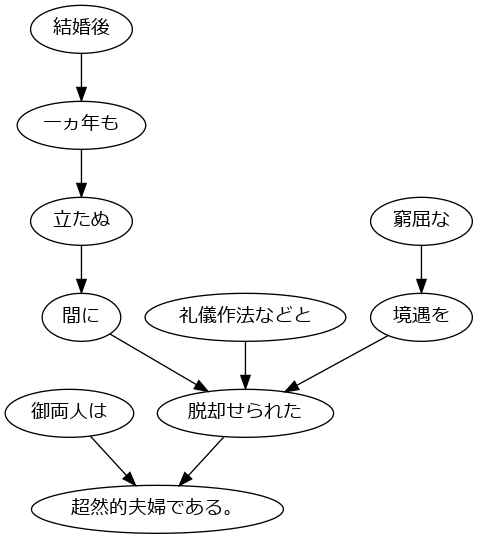 結婚後
一ヵ年も
立たぬ
窮屈な
間に
礼儀作法などと
境遇を
御両人は
脱却せられた
超然的夫婦である。